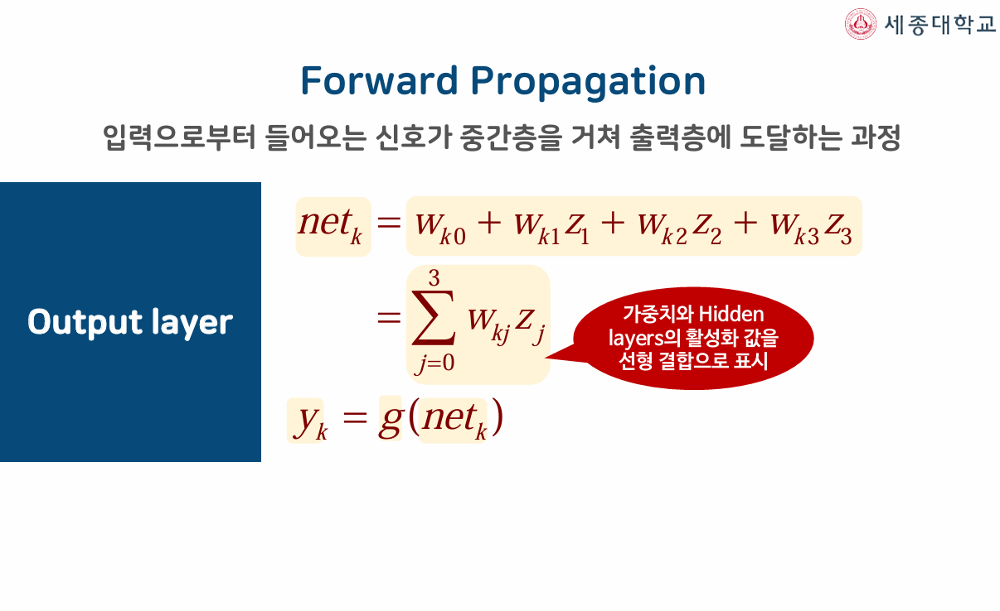 세종대학교
Forward Propagation
입력으로부터 들어오는 신호가 중간층을 거쳐 출력층에 도달하는 과정
Output layer
net_k = w_{k0} + w_{k1}z_1 + w_{k2}z_2 + w_{k3}z_3
= \sum_{j=0}^{3} w_{kj}z_j
가중치와 Hidden
layers의 활성화 값을
선형 결합으로 표시
y_k = g(net_k)